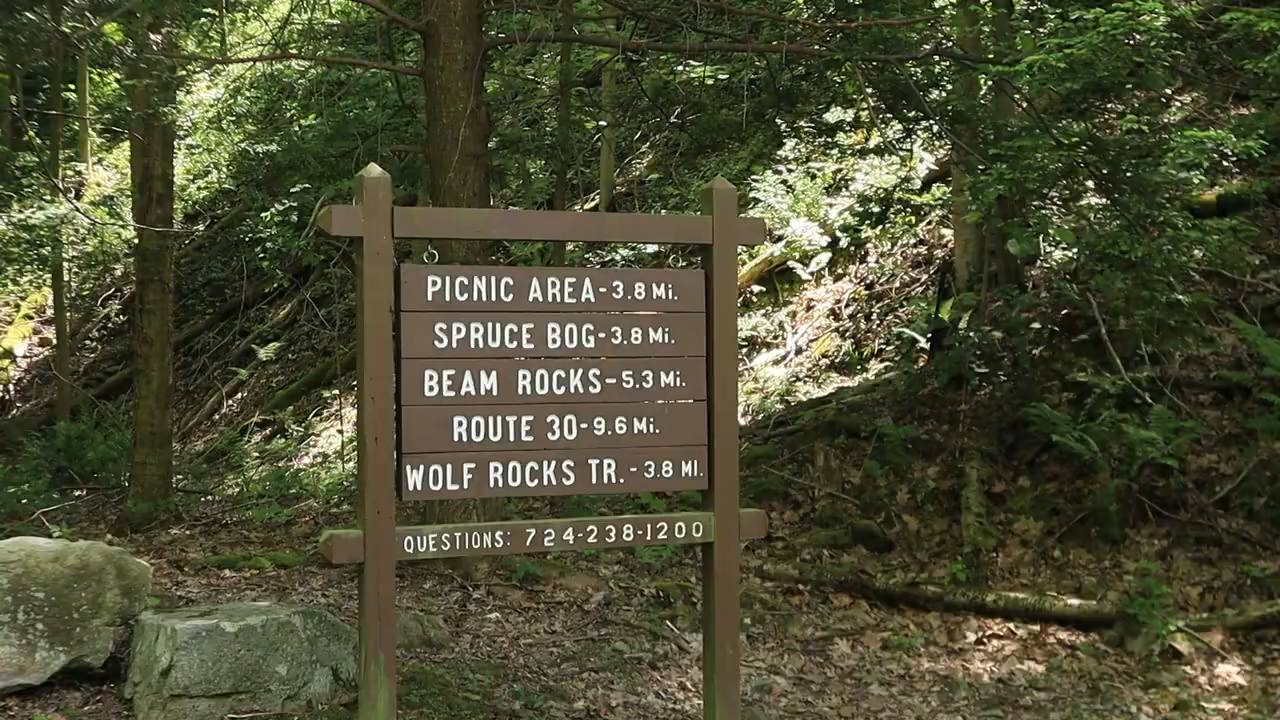 PICNIC AREA-3.8 Mi.
SPRUCE BOG-3.8 Mi.
BEAM ROCKS-5.3 Mi.
ROUTE 30-9.6 Mi.
WOLF ROCKS TR.-3.8 MI.
QUESTIONS: 724-238-1200